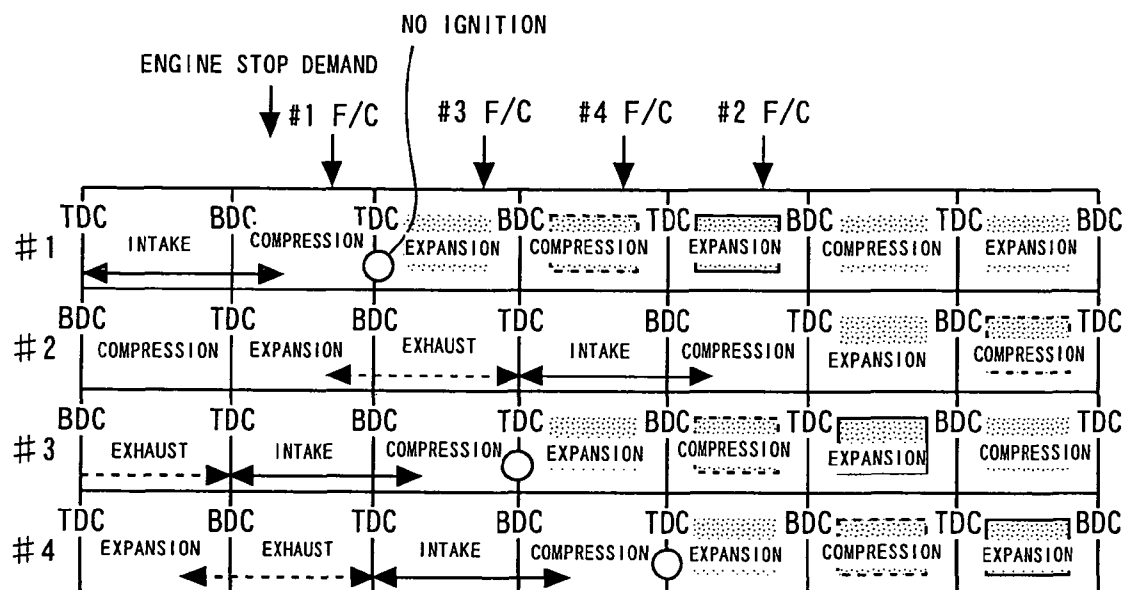 NO IGNITION
ENGINE STOP DEMAND
#1 F/C #3 F/C #4 F/C #2 F/C
TDC BDC TDC BDC TDC BDC TDC BDC
#1 INTAKE COMPRESSION EXPANSION COMPRESSION EXPANSION COMPRESSION EXPANSION
BDC TDC BDC TDC BDC TDC BDC TDC
#2 COMPRESSION EXPANSION EXHAUST INTAKE COMPRESSION EXPANSION COMPRESSION
BDC TDC BDC TDC BDC TDC BDC
#3 EXHAUST INTAKE COMPRESSION EXPANSION COMPRESSION EXPANSION COMPRESSION
TDC BDC TDC BDC TDC BDC TDC BDC
#4 EXPANSION EXHAUST INTAKE COMPRESSION EXPANSION COMPRESSION EXPANSION